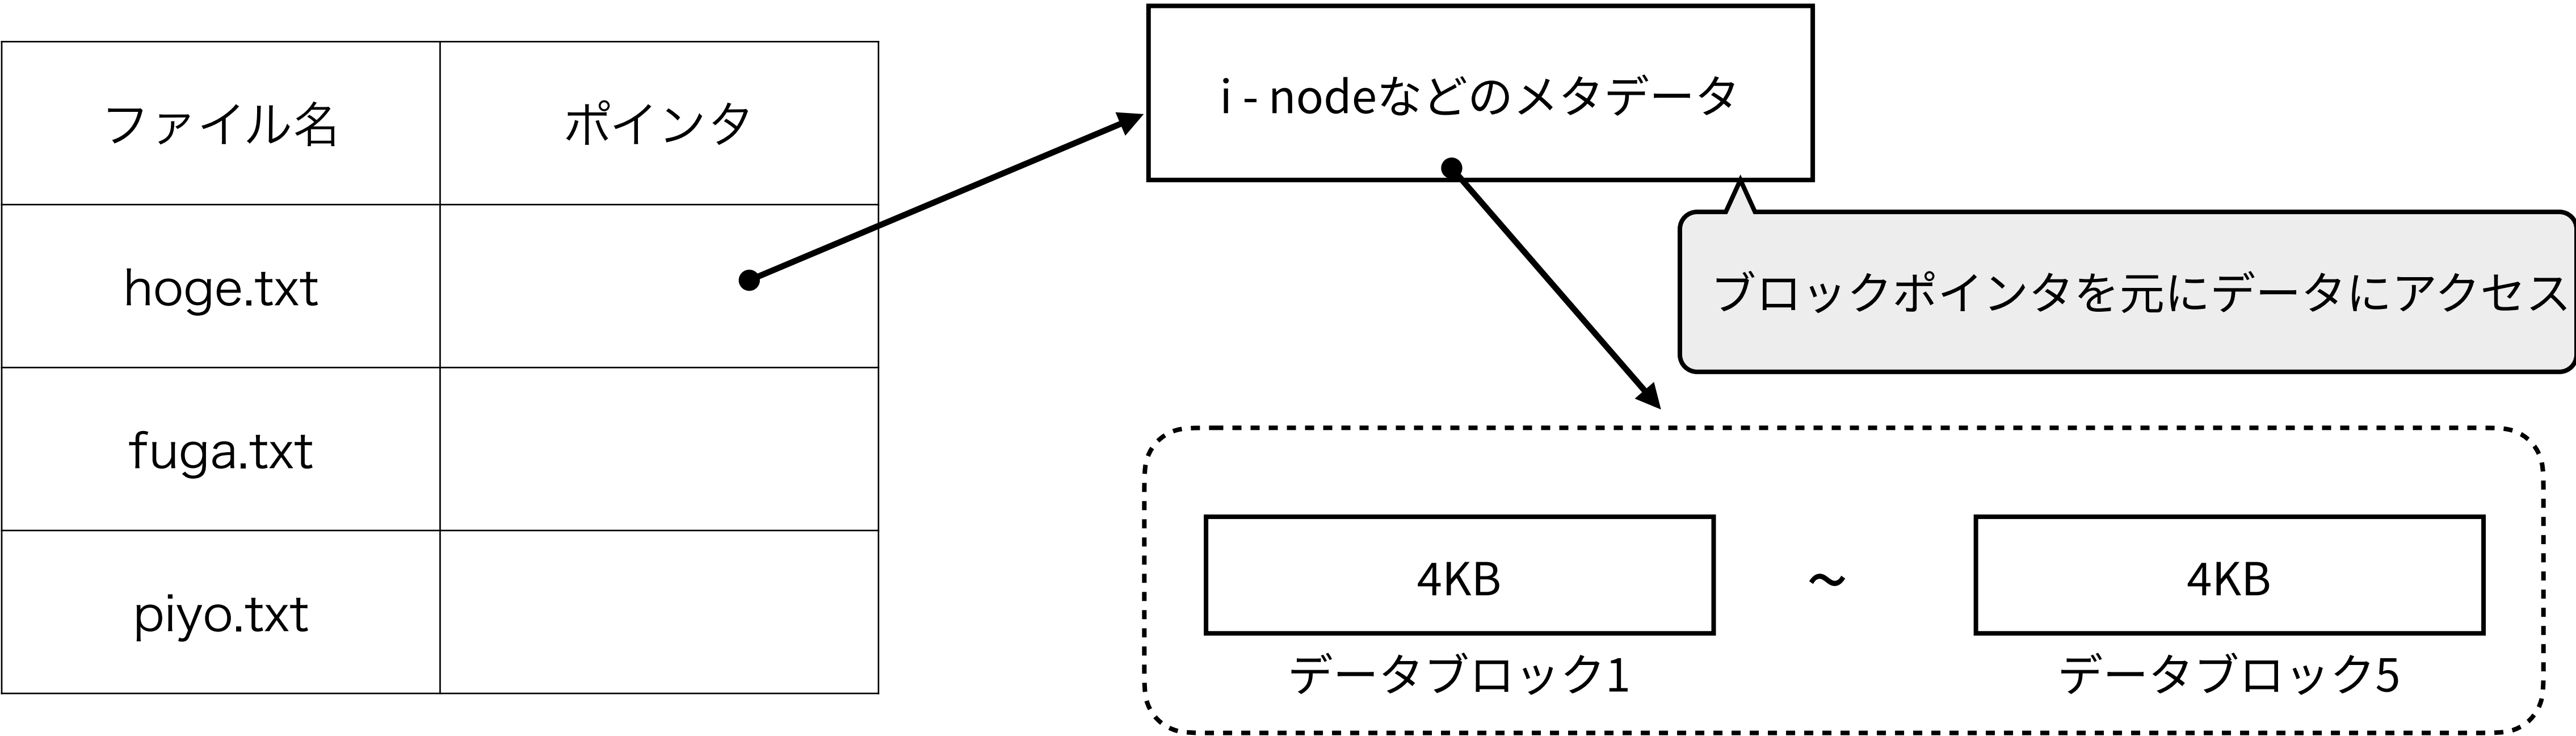 ファイル名 ポインタ
hoge.txt
fuga.txt
piyo.txt
i - nodeなどのメタデータ
ブロックポインタを元にデータにアクセス
4KB ～ 4KB
データブロック1 データブロック5